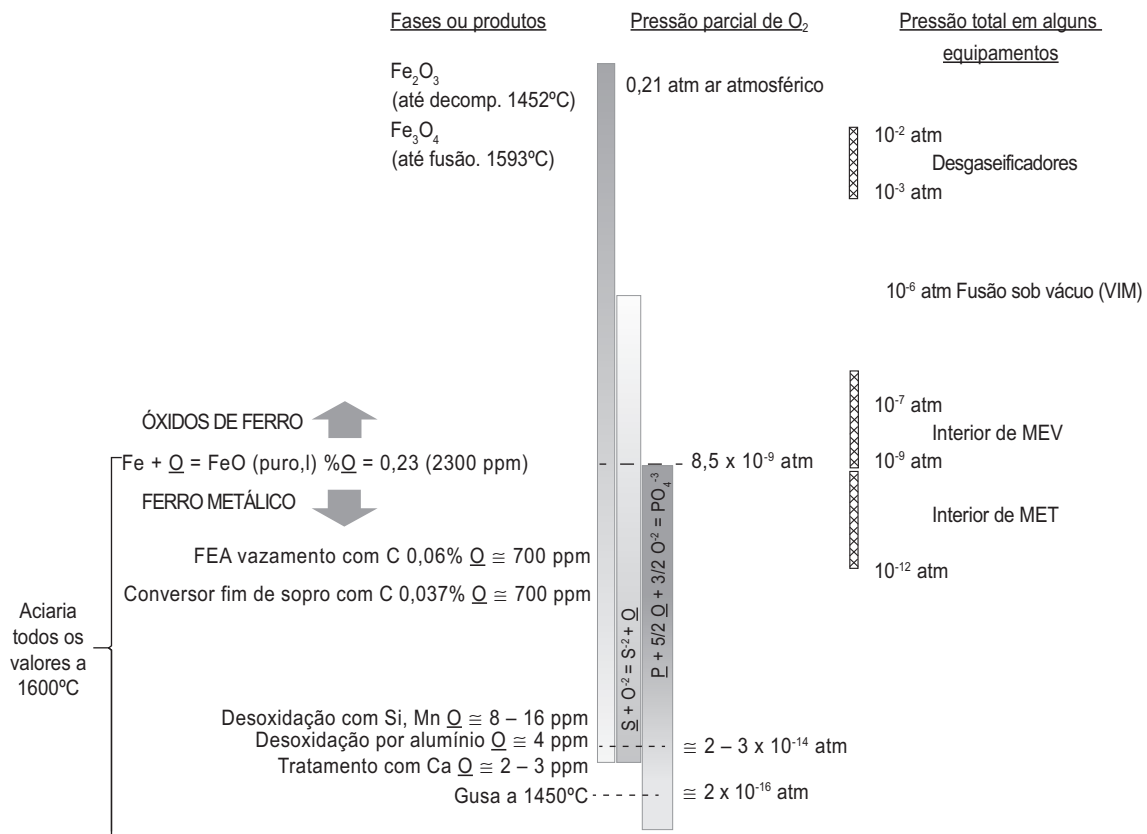 Fases ou produtos
Pressão parcial de O₂
Pressão total em alguns
equipamentos
Fe₂O₃
(até decomp. 1452ºC)
Fe₃O₄
(até fusão. 1593ºC)
0,21 atm ar atmosférico
10⁻² atm
Desgaseificadores
10⁻³ atm
10⁻⁶ atm Fusão sob vácuo (VIM)
10⁻⁷ atm
Interior de MEV
10⁻⁹ atm
Interior de MET
10⁻¹² atm
ÓXIDOS DE FERRO
Fe + O = FeO (puro,l) %O = 0,23 (2300 ppm)
8,5 x 10⁻⁹ atm
FERRO METÁLICO
FEA vazamento com C 0,06% O ≅ 700 ppm
Conversor fim de sopro com C 0,037% O ≅ 700 ppm
Aciaria
todos os
valores a
1600ºC
S + O⁻² = S⁻² + O
P + 5/2 O + 3/2 O⁻² = PO₄⁻³
Desoxidação com Si, Mn O ≅ 8 – 16 ppm
Desoxidação por alumínio O ≅ 4 ppm
≅ 2 – 3 x 10⁻¹⁴ atm
Tratamento com Ca O ≅ 2 – 3 ppm
Gusa a 1450ºC
≅ 2 x 10⁻¹⁶ atm